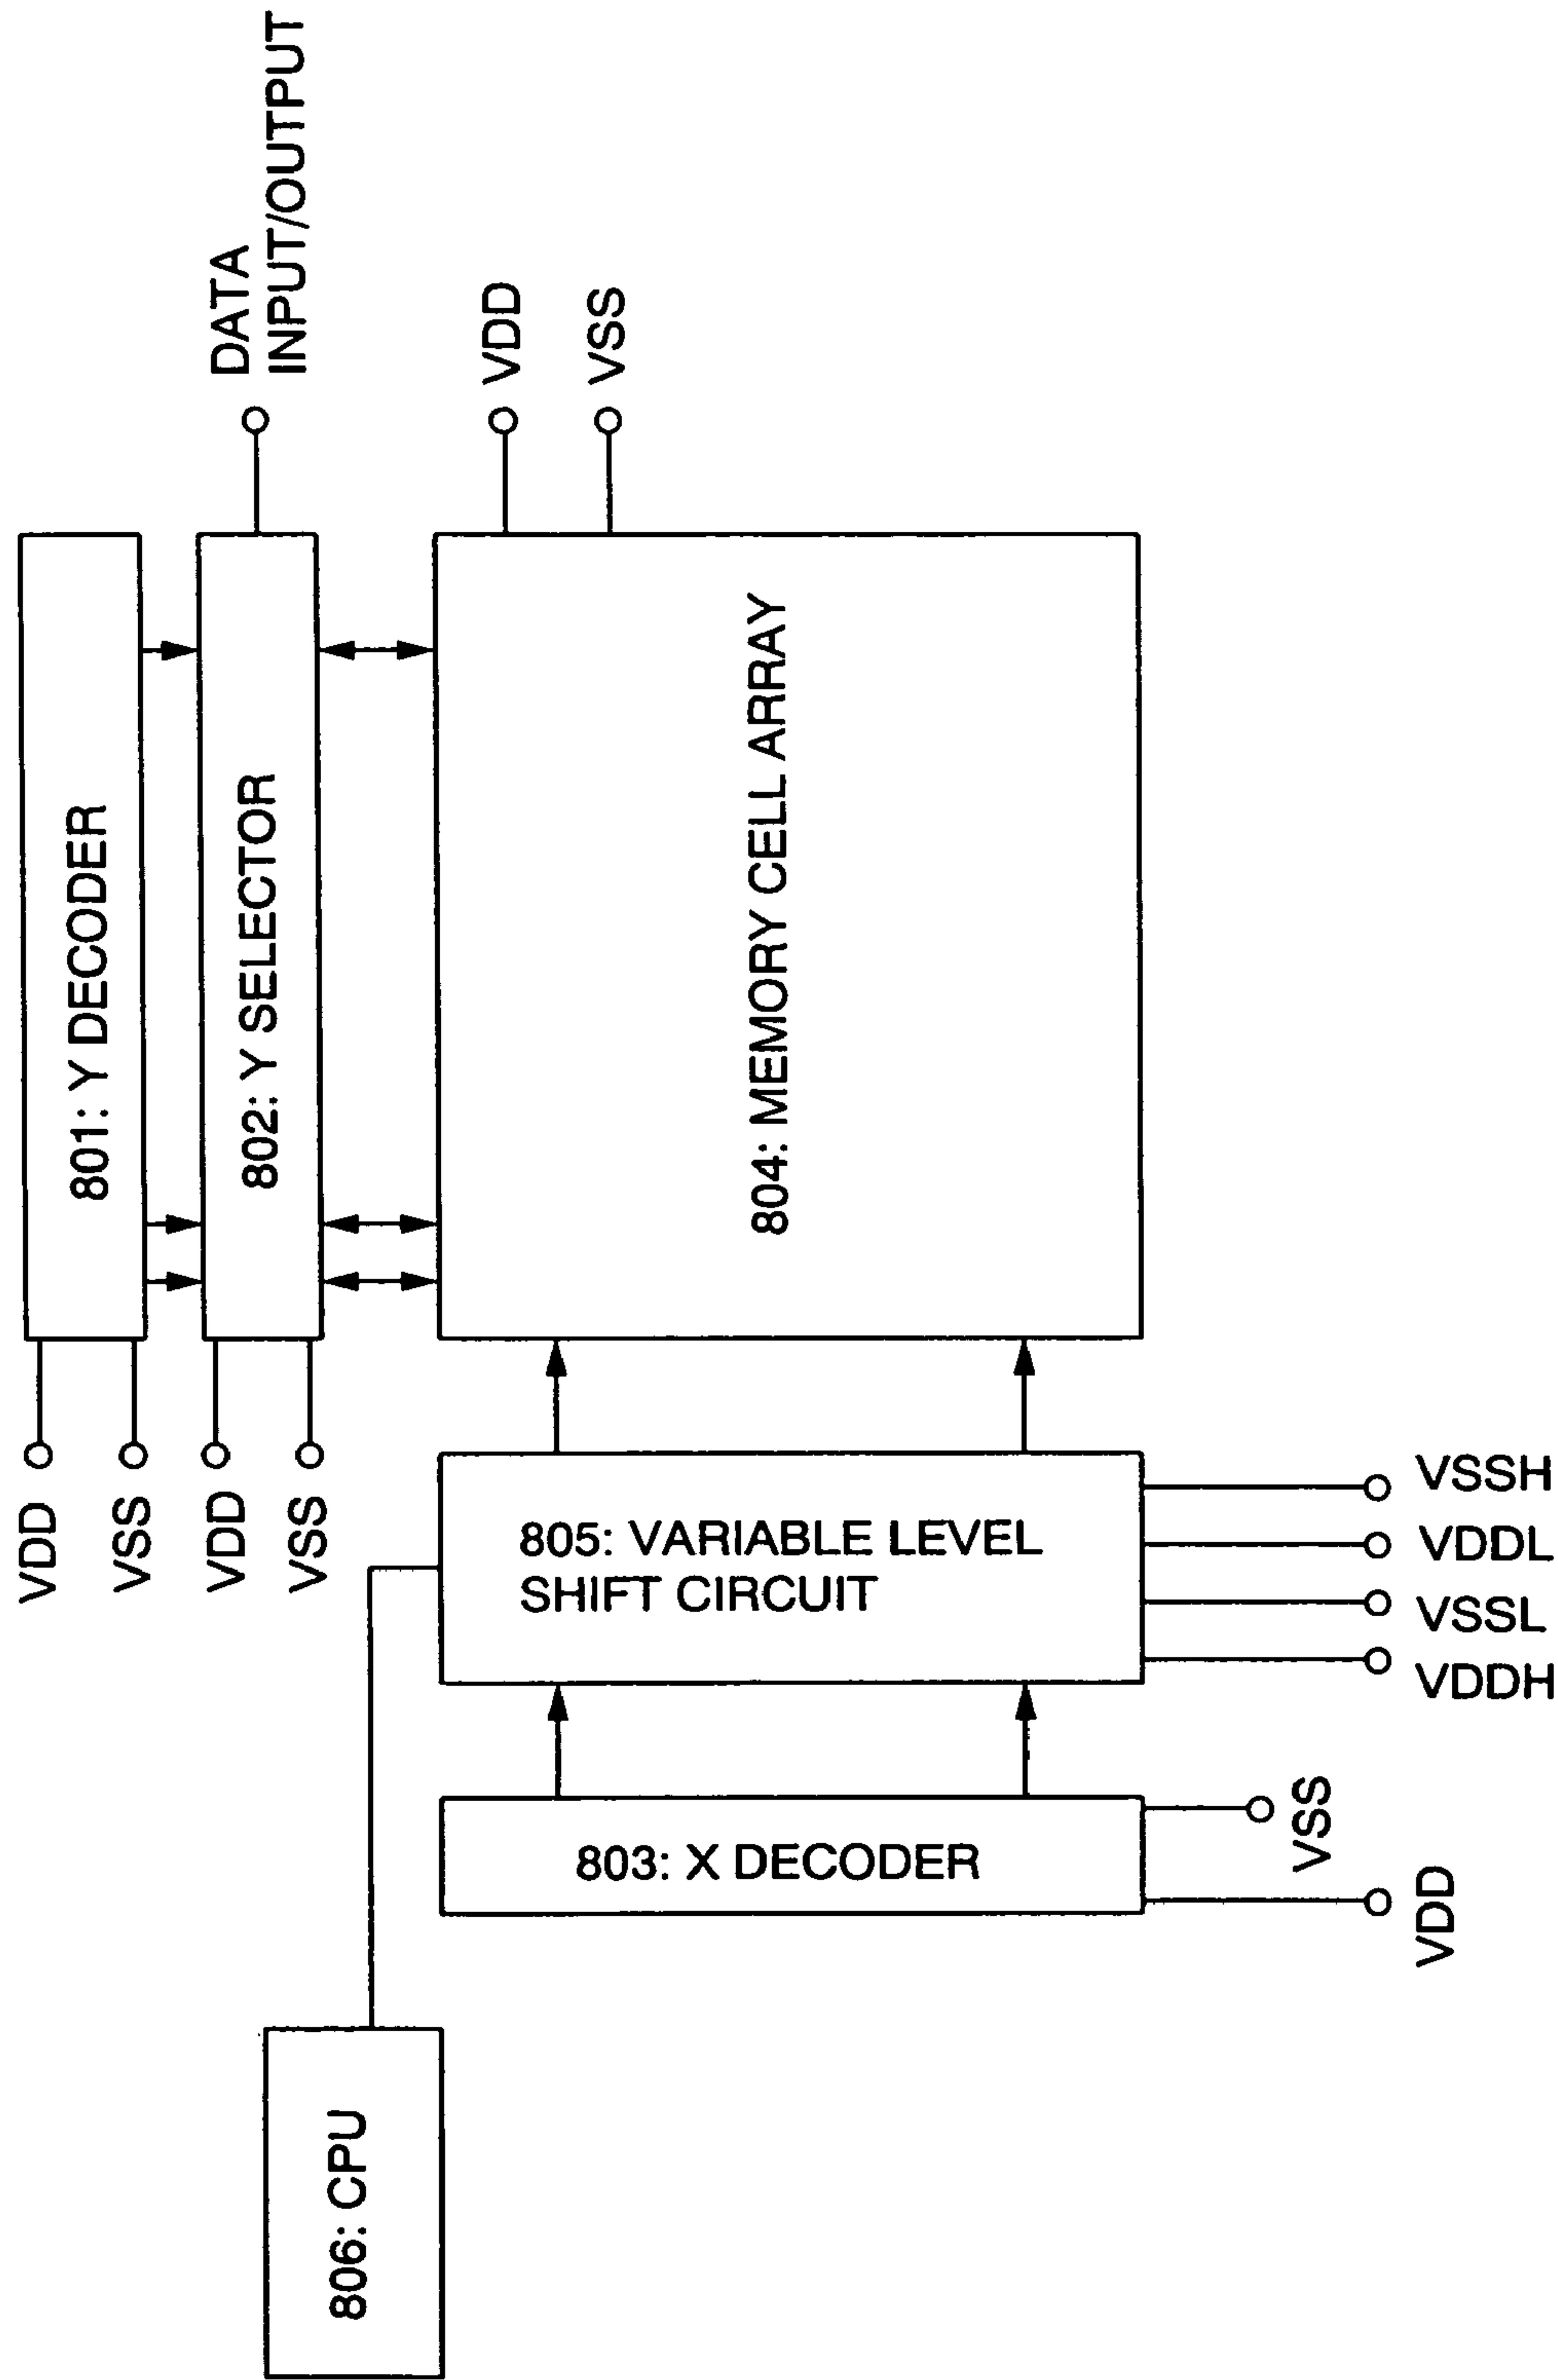 801: Y DECODER
802: Y SELECTOR
DATA
INPUT/OUTPUT
VDD
VSS
VDD
VSS
VDD
VSS
804: MEMORY CELL ARRAY
805: VARIABLE LEVEL
SHIFT CIRCUIT
VSSH
VDDL
VSSL
VDDH
803: X DECODER
VSS
VDD
806: CPU